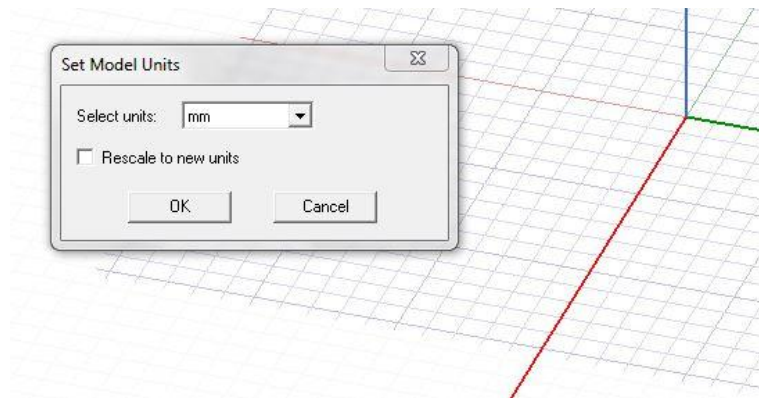 Set Model Units
Select units: mm
Rescale to new units
OK Cancel